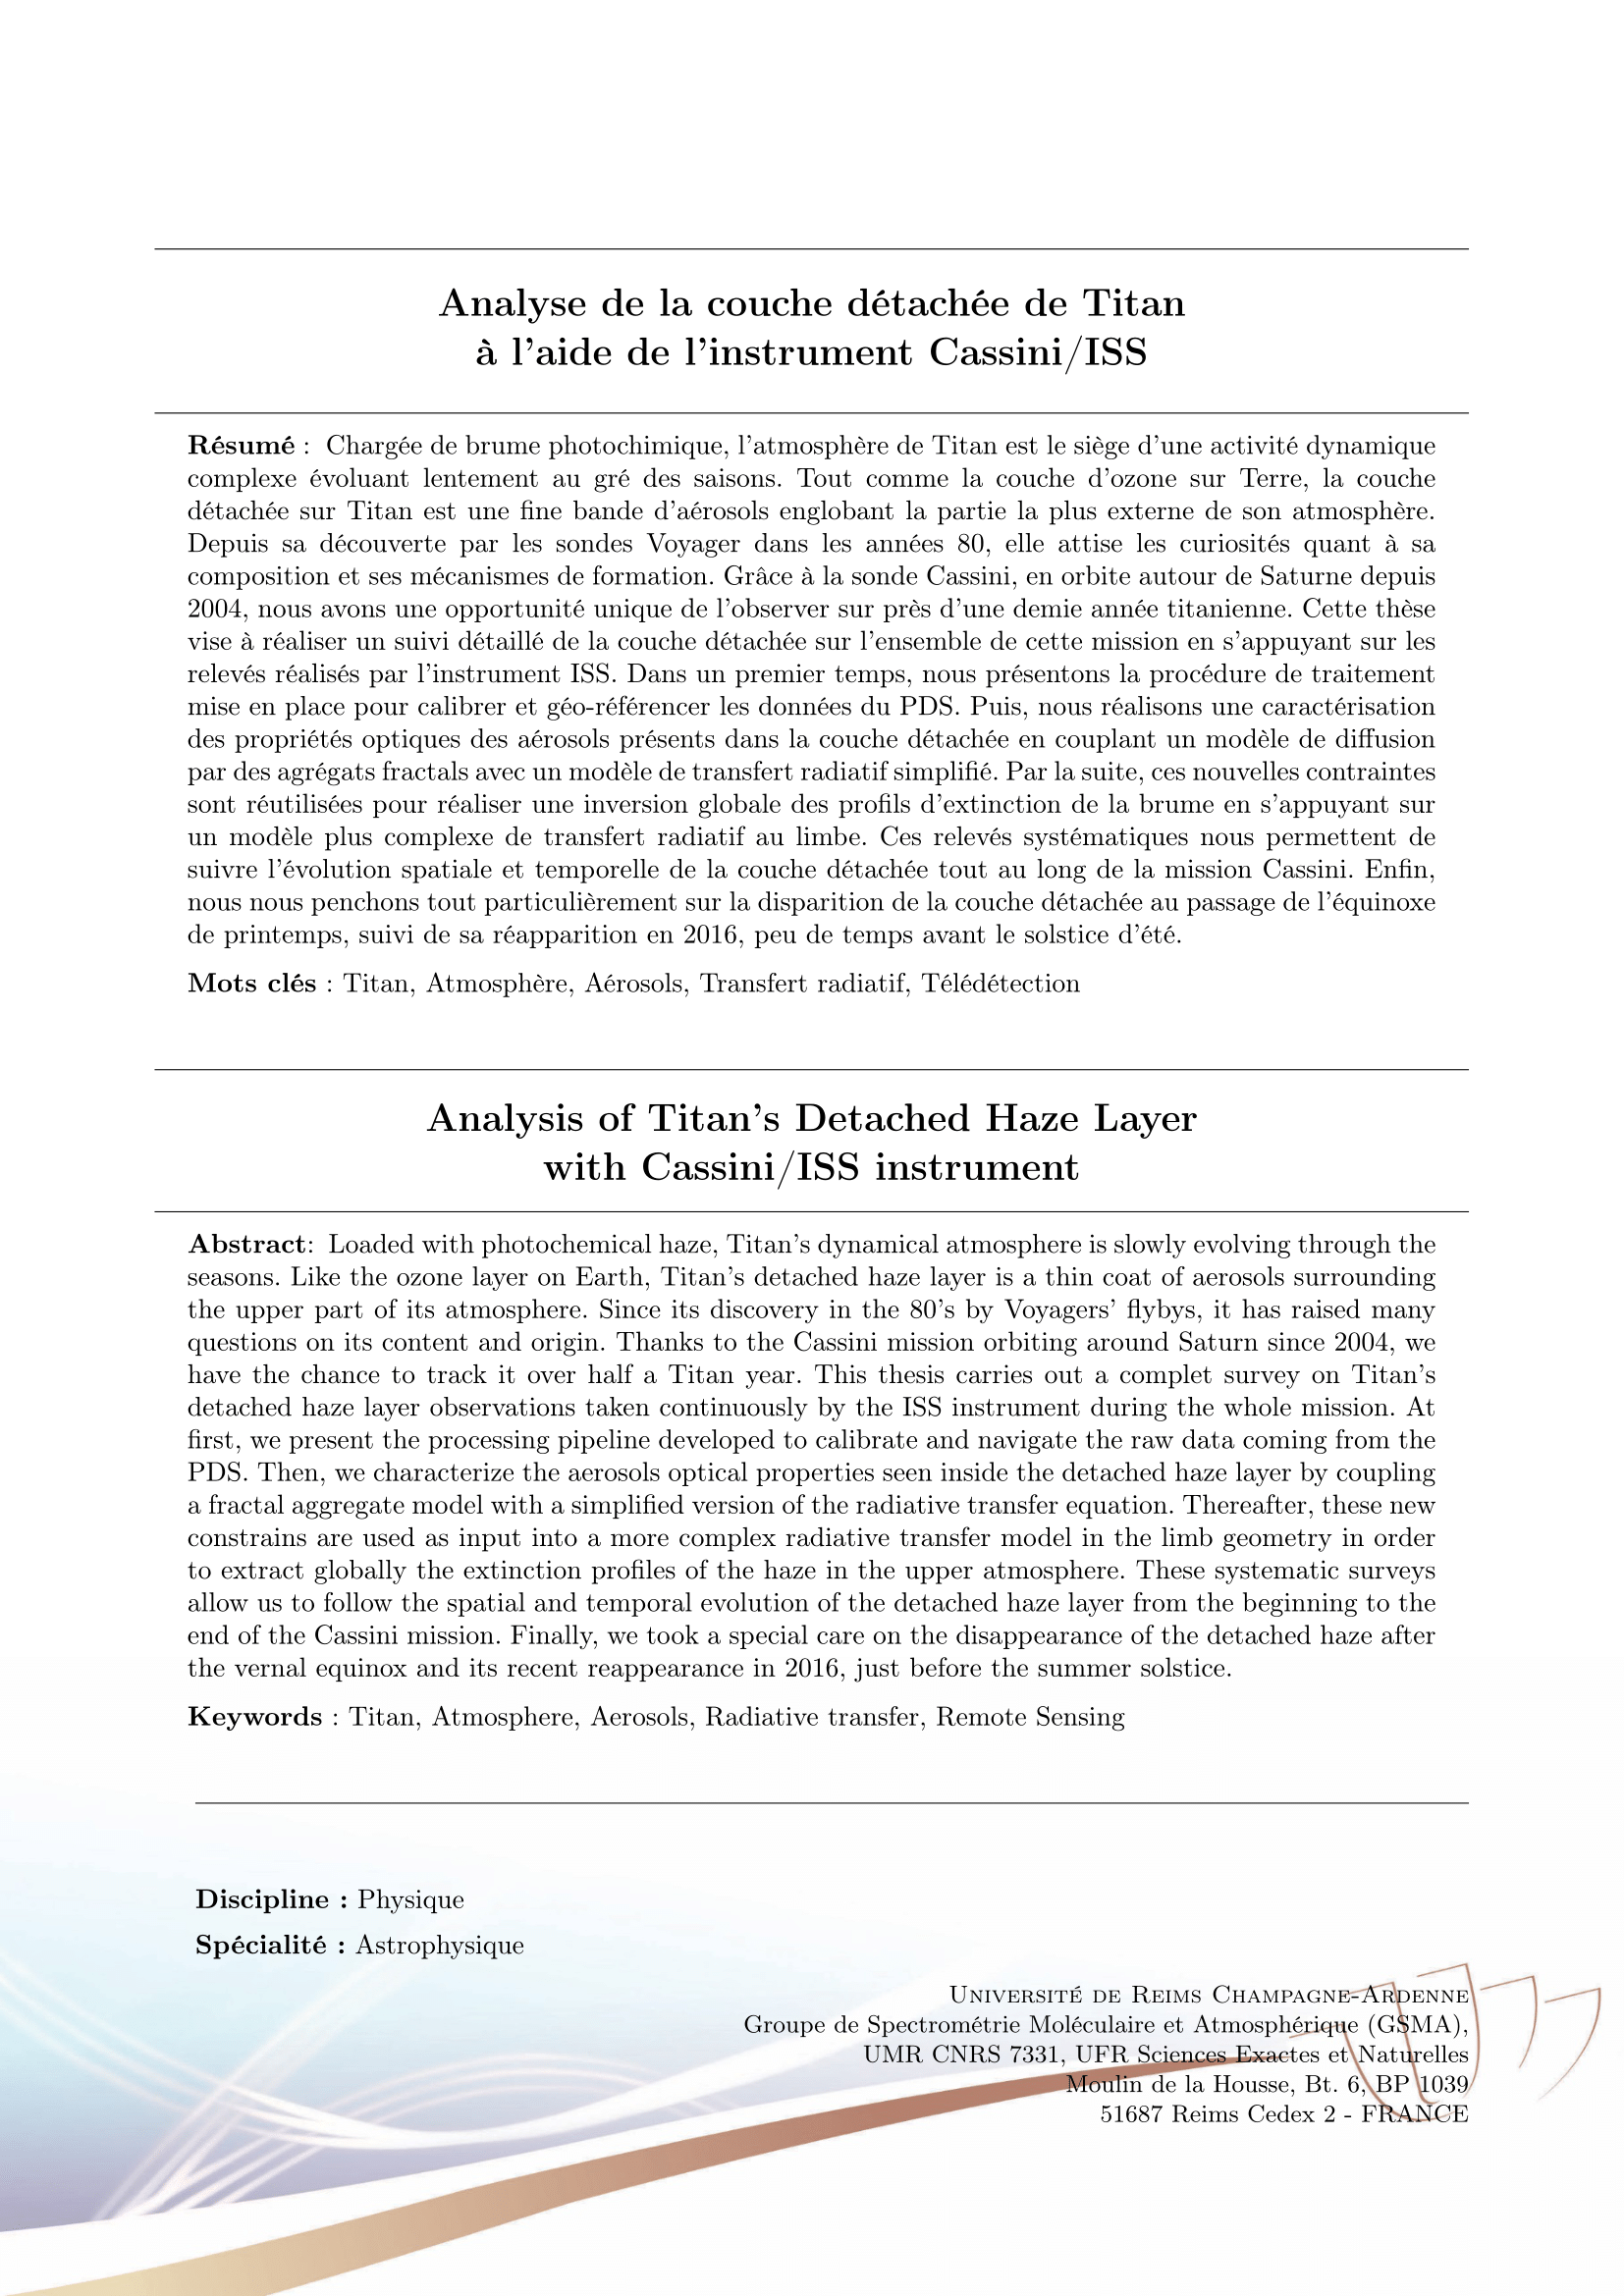 Analyse de la couche détachée de Titan
à l'aide de l'instrument Cassini/ISS
Résumé : Chargée de brume photochimique, l'atmosphère de Titan est le siège d'une activité dynamique
complexe évoluant lentement au gré des saisons. Tout comme la couche d'ozone sur Terre, la couche
détachée sur Titan est une fine bande d'aérosols englobant la partie la plus externe de son atmosphère.
Depuis sa découverte par les sondes Voyager dans les années 80, elle attise les curiosités quant à sa
composition et ses mécanismes de formation. Grâce à la sonde Cassini, en orbite autour de Saturne depuis
2004, nous avons une opportunité unique de l'observer sur près d'une demie année titanienne. Cette thèse
vise à réaliser un suivi détaillé de la couche détachée sur l'ensemble de cette mission en s'appuyant sur les
relevés réalisés par l'instrument ISS. Dans un premier temps, nous présentons la procédure de traitement
mise en place pour calibrer et géo-référencer les données du PDS. Puis, nous réalisons une caractérisation
des propriétés optiques des aérosols présents dans la couche détachée en couplant un modèle de diffusion
par des agrégats fractals avec un modèle de transfert radiatif simplifié. Par la suite, ces nouvelles contraintes
sont réutilisées pour réaliser une inversion globale des profils d'extinction de la brume en s'appuyant sur
un modèle plus complexe de transfert radiatif au limbe. Ces relevés systématiques nous permettent de
suivre l'évolution spatiale et temporelle de la couche détachée tout au long de la mission Cassini. Enfin,
nous nous penchons tout particulièrement sur la disparition de la couche détachée au passage de l'équinoxe
de printemps, suivi de sa réapparition en 2016, peu de temps avant le solstice d'été.
Mots clés : Titan, Atmosphère, Aérosols, Transfert radiatif, Télédétection
Analysis of Titan's Detached Haze Layer
with Cassini/ISS instrument
Abstract: Loaded with photochemical haze, Titan's dynamical atmosphere is slowly evolving through the
seasons. Like the ozone layer on Earth, Titan's detached haze layer is a thin coat of aerosols surrounding
the upper part of its atmosphere. Since its discovery in the 80's by Voyagers' flybys, it has raised many
questions on its content and origin. Thanks to the Cassini mission orbiting around Saturn since 2004, we
have the chance to track it over half a Titan year. This thesis carries out a complet survey on Titan's
detached haze layer observations taken continuously by the ISS instrument during the whole mission. At
first, we present the processing pipeline developed to calibrate and navigate the raw data coming from the
PDS. Then, we characterize the aerosols optical properties seen inside the detached haze layer by coupling
a fractal aggregate model with a simplified version of the radiative transfer equation. Thereafter, these new
constrains are used as input into a more complex radiative transfer model in the limb geometry in order
to extract globally the extinction profiles of the haze in the upper atmosphere. These systematic surveys
allow us to follow the spatial and temporal evolution of the detached haze layer from the beginning to the
end of the Cassini mission. Finally, we took a special care on the disappearance of the detached haze after
the vernal equinox and its recent reappearance in 2016, just before the summer solstice.
Keywords : Titan, Atmosphere, Aerosols, Radiative transfer, Remote Sensing
Discipline : Physique
Spécialité : Astrophysique
Université de Reims Champagne-Ardenne
Groupe de Spectrométrie Moléculaire et Atmosphérique (GSMA),
UMR CNRS 7331, UFR Sciences Exactes et Naturelles
Moulin de la Housse, Bt. 6, BP 1039
51687 Reims Cedex 2 - FRANCE